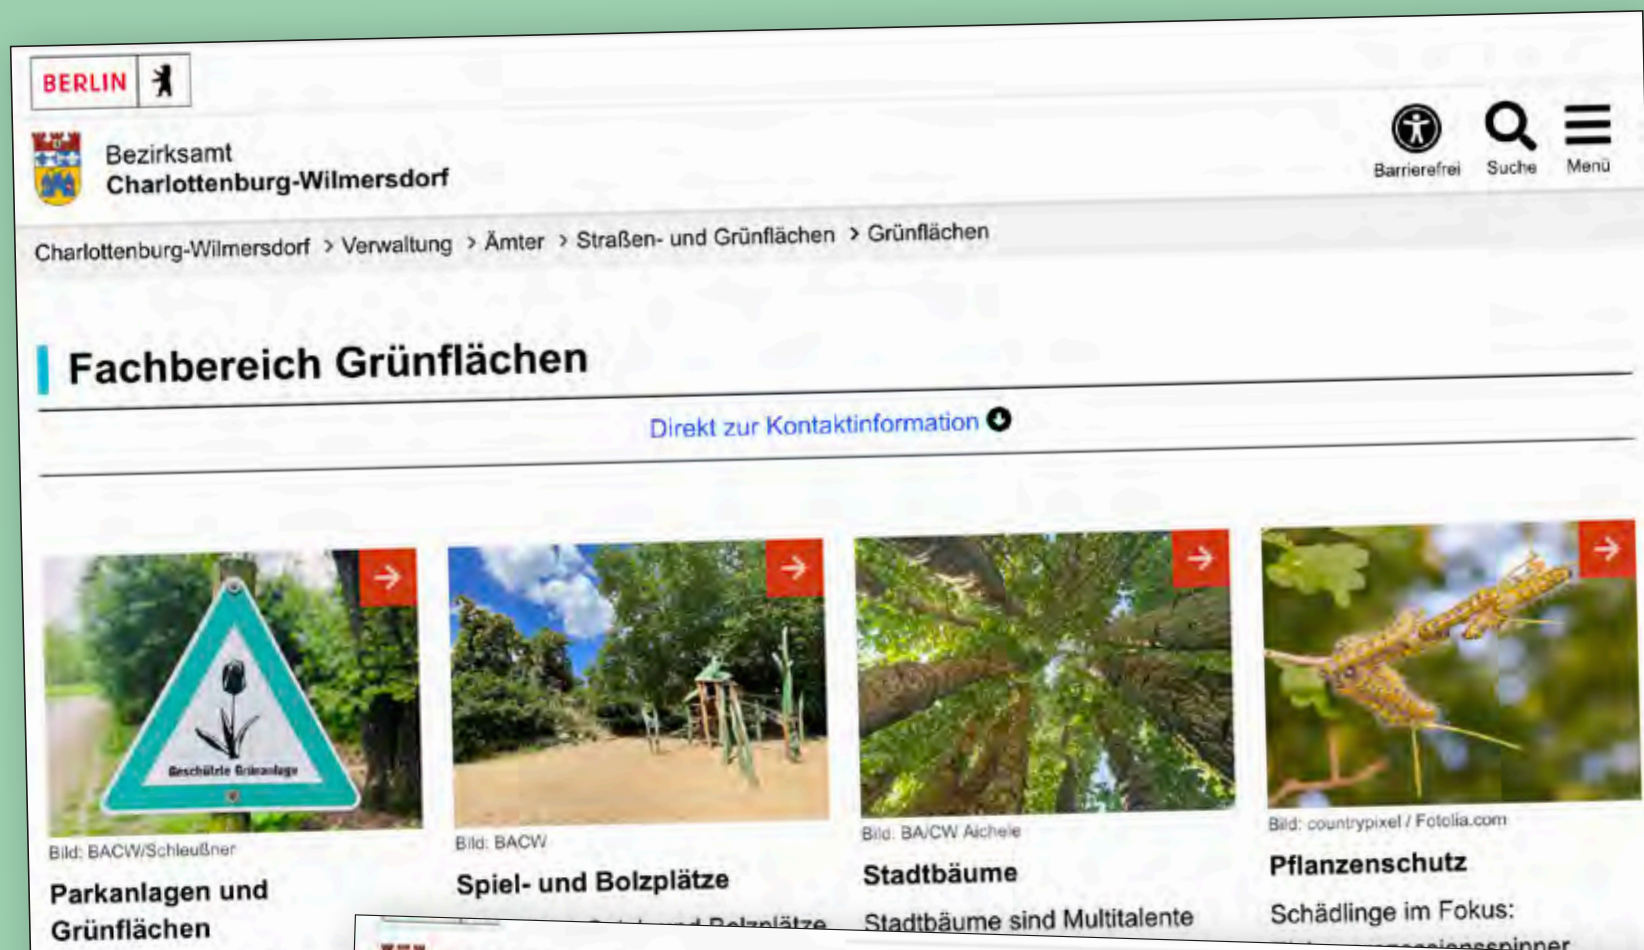 BERLIN
Bezirksamt
Charlottenburg-Wilmersdorf
Barrierefrei
Suche
Menü
Charlottenburg-Wilmersdorf > Verwaltung > Ämter > Straßen- und Grünflächen > Grünflächen
Fachbereich Grünflächen
Direkt zur Kontaktinformation
Geschützte Grünanlage
Bild: BACW/Schleußner
Parkanlagen und
Grünflächen
Bild: BACW
Spiel- und Bolzplätze
und Bolzplätze
Bild: BA/CW Aichele
Stadtbäume
Stadtbäume sind Multitalente
Bild: countrypixel / Fotolia.com
Pflanzenschutz
Schädlinge im Fokus: